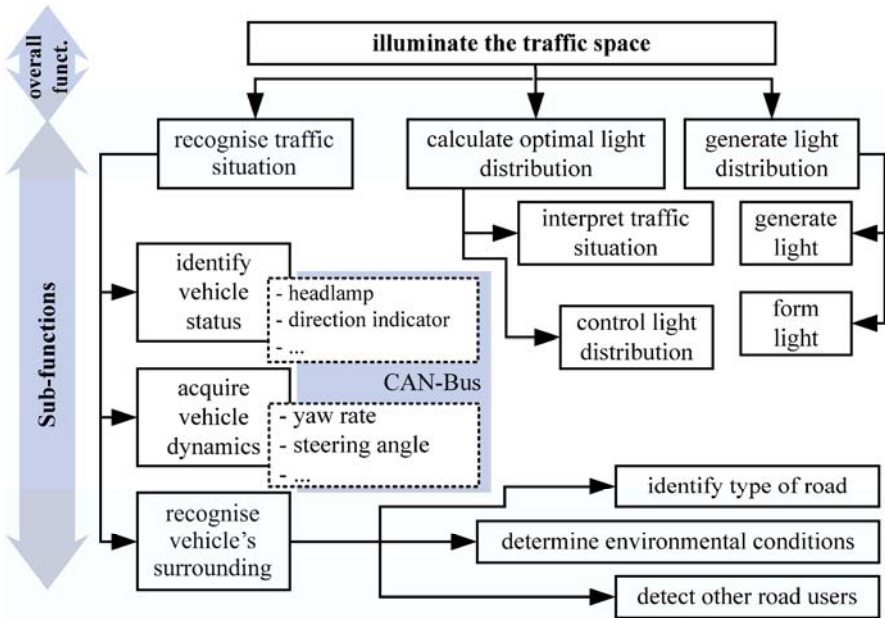 overall
funct.
illuminate the traffic space
recognise traffic
situation
calculate optimal light
distribution
generate light
distribution
interpret traffic
situation
generate
light
identify
vehicle
status
- headlamp
- direction indicator
- ...
control light
distribution
form
light
CAN-Bus
Sub-functions
acquire
vehicle
dynamics
- yaw rate
- steering angle
- ...
recognise
vehicle's
surrounding
identify type of road
determine environmental conditions
detect other road users